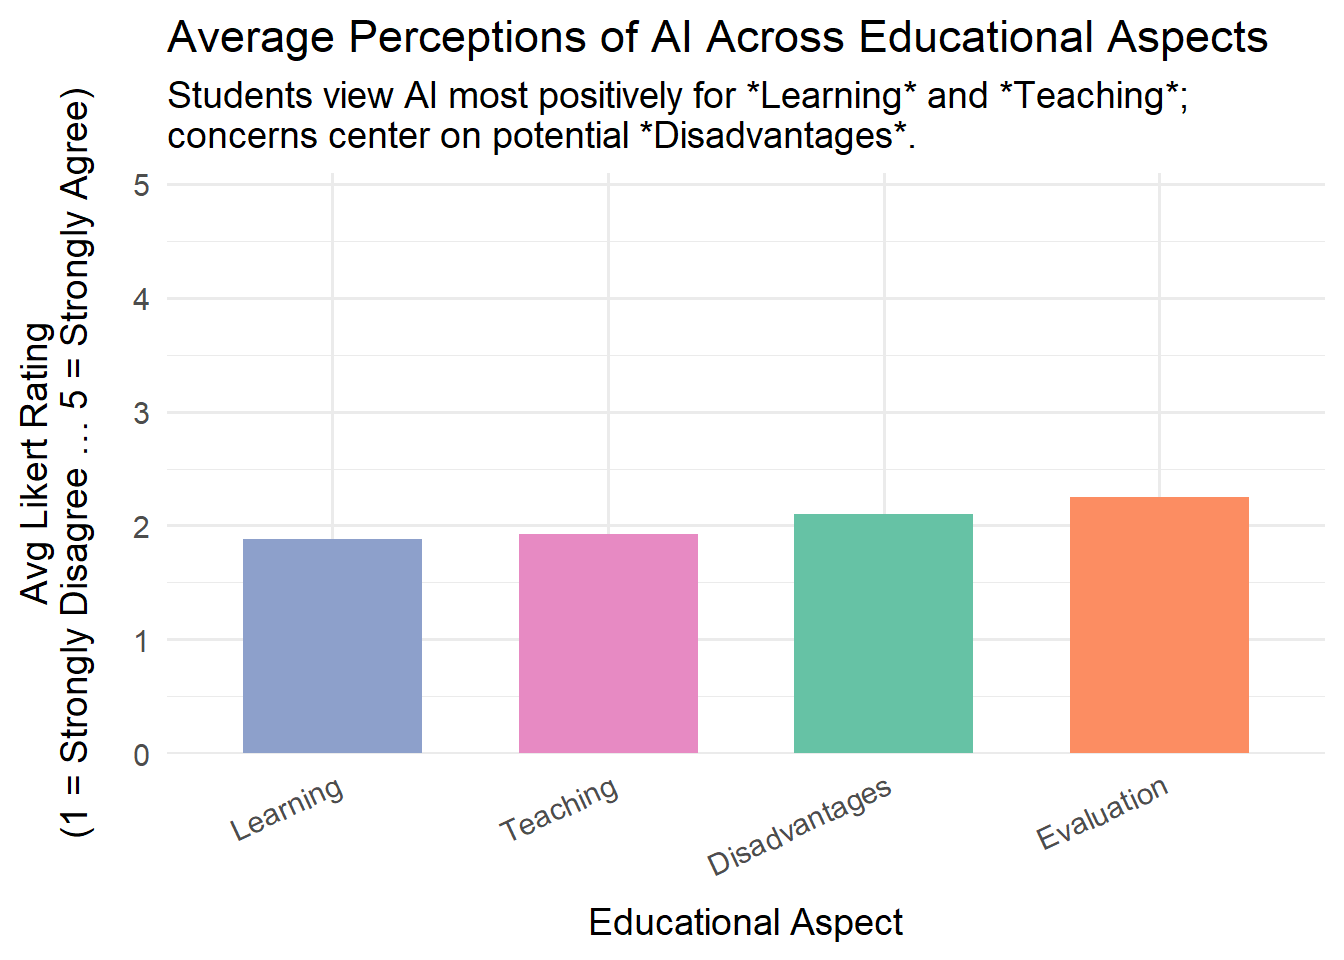 Average Perceptions of AI Across Educational Aspects
Students view AI most positively for *Learning* and *Teaching*;
concerns center on potential *Disadvantages*.
Avg Likert Rating
(1 = Strongly Disagree … 5 = Strongly Agree)
5
4
3
2
1
0
Learning
Teaching
Disadvantages
Evaluation
Educational Aspect